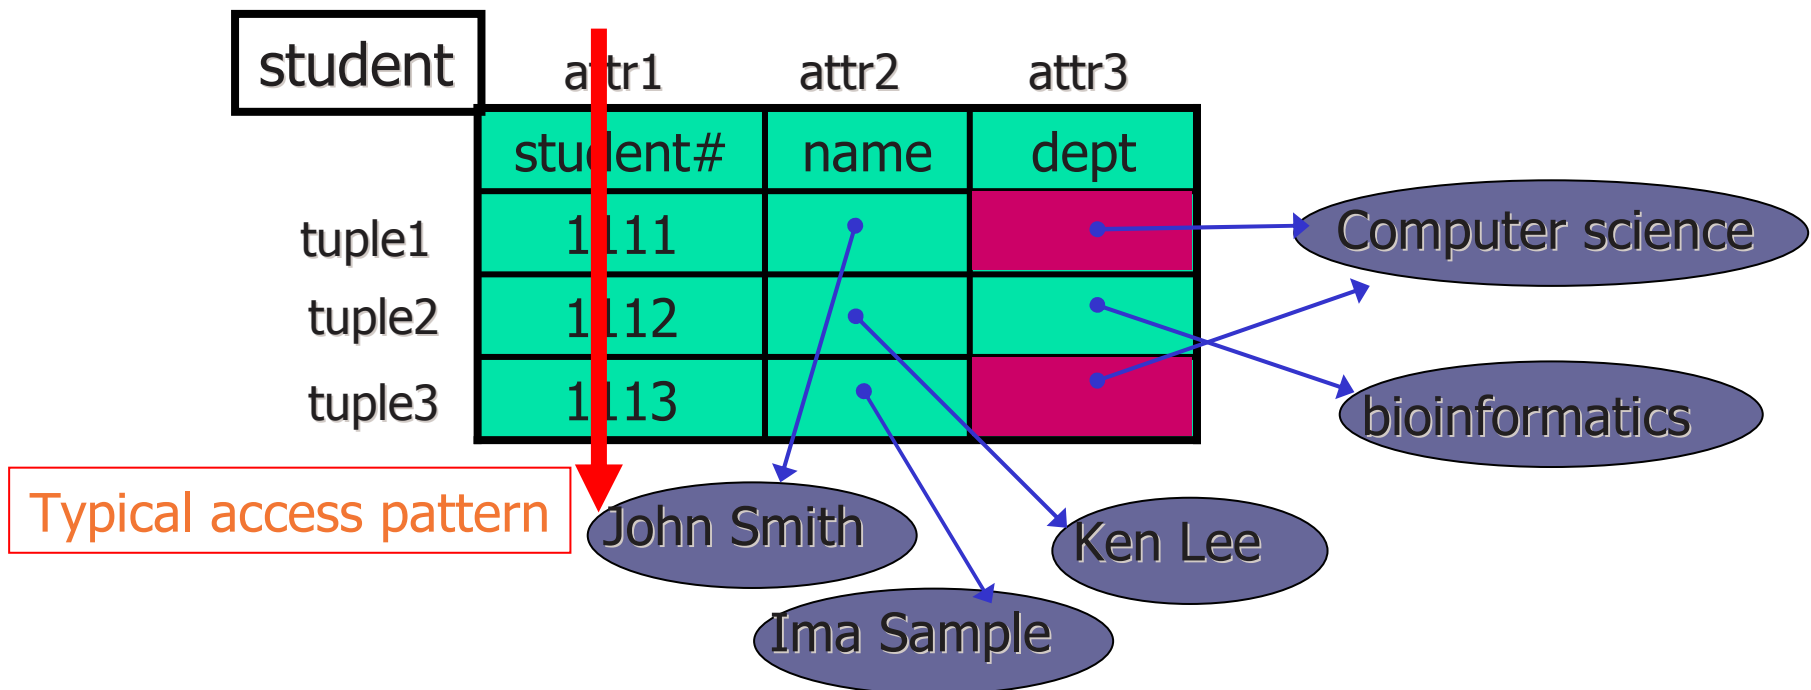 student
attr1 attr2 attr3
student# name dept
tuple1 1111 Computer science
tuple2 1112
tuple3 1113 bioinformatics
Typical access pattern John Smith Ken Lee
Ima Sample